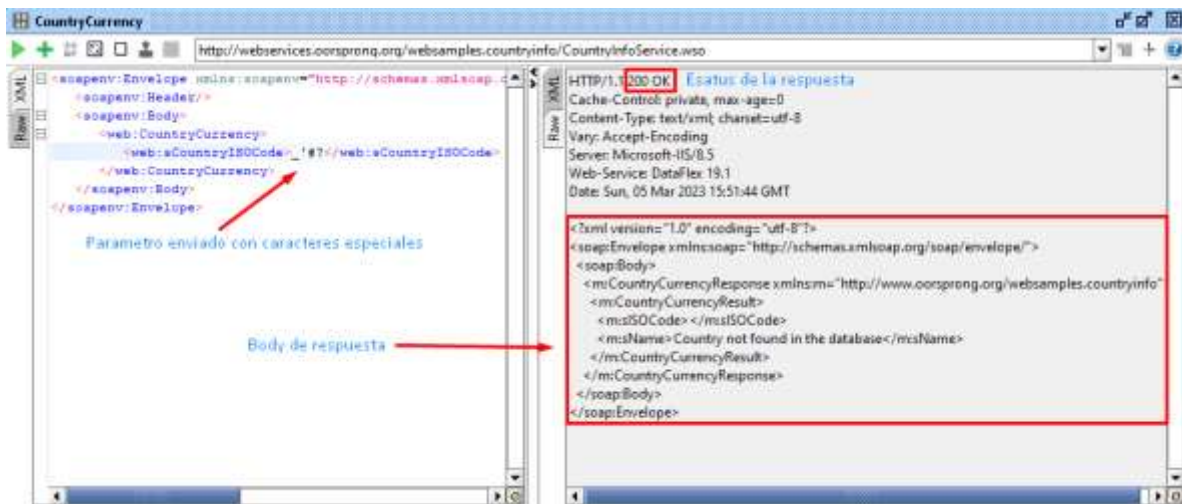 CountryCurrency
http://webservices.oorsprong.org/websamples.countryinfo/CountryInfoService.wso
XML
Raw
<soapenv:Envelope xmlns:soapenv="http://schemas.xmlsoap.c
<soapenv:Header/>
<soapenv:Body>
<web:CountryCurrency>
<web:sCountryISOCode>_'#?</web:sCountryISOCode>
</web:CountryCurrency>
</soapenv:Body>
</soapenv:Envelope>
Parametro enviado con caracteres especiales
Body de respuesta
XML
Raw
HTTP/1.1 200 OK Esatus de la respuesta
Cache-Control: private, max-age=0
Content-Type: text/xml; charset=utf-8
Vary: Accept-Encoding
Server: Microsoft-IIS/8.5
Web-Service: DataFlex 19.1
Date: Sun, 05 Mar 2023 15:51:44 GMT
<?xml version="1.0" encoding="utf-8"?>
<soap:Envelope xmlns:soap="http://schemas.xmlsoap.org/soap/envelope/">
<soap:Body>
<m:CountryCurrencyResponse xmlns:m="http://www.oorsprong.org/websamples.countryinfo"
<m:CountryCurrencyResult>
<m:sISOCode></m:sISOCode>
<m:sName>Country not found in the database</m:sName>
</m:CountryCurrencyResult>
</m:CountryCurrencyResponse>
</soap:Body>
</soap:Envelope>